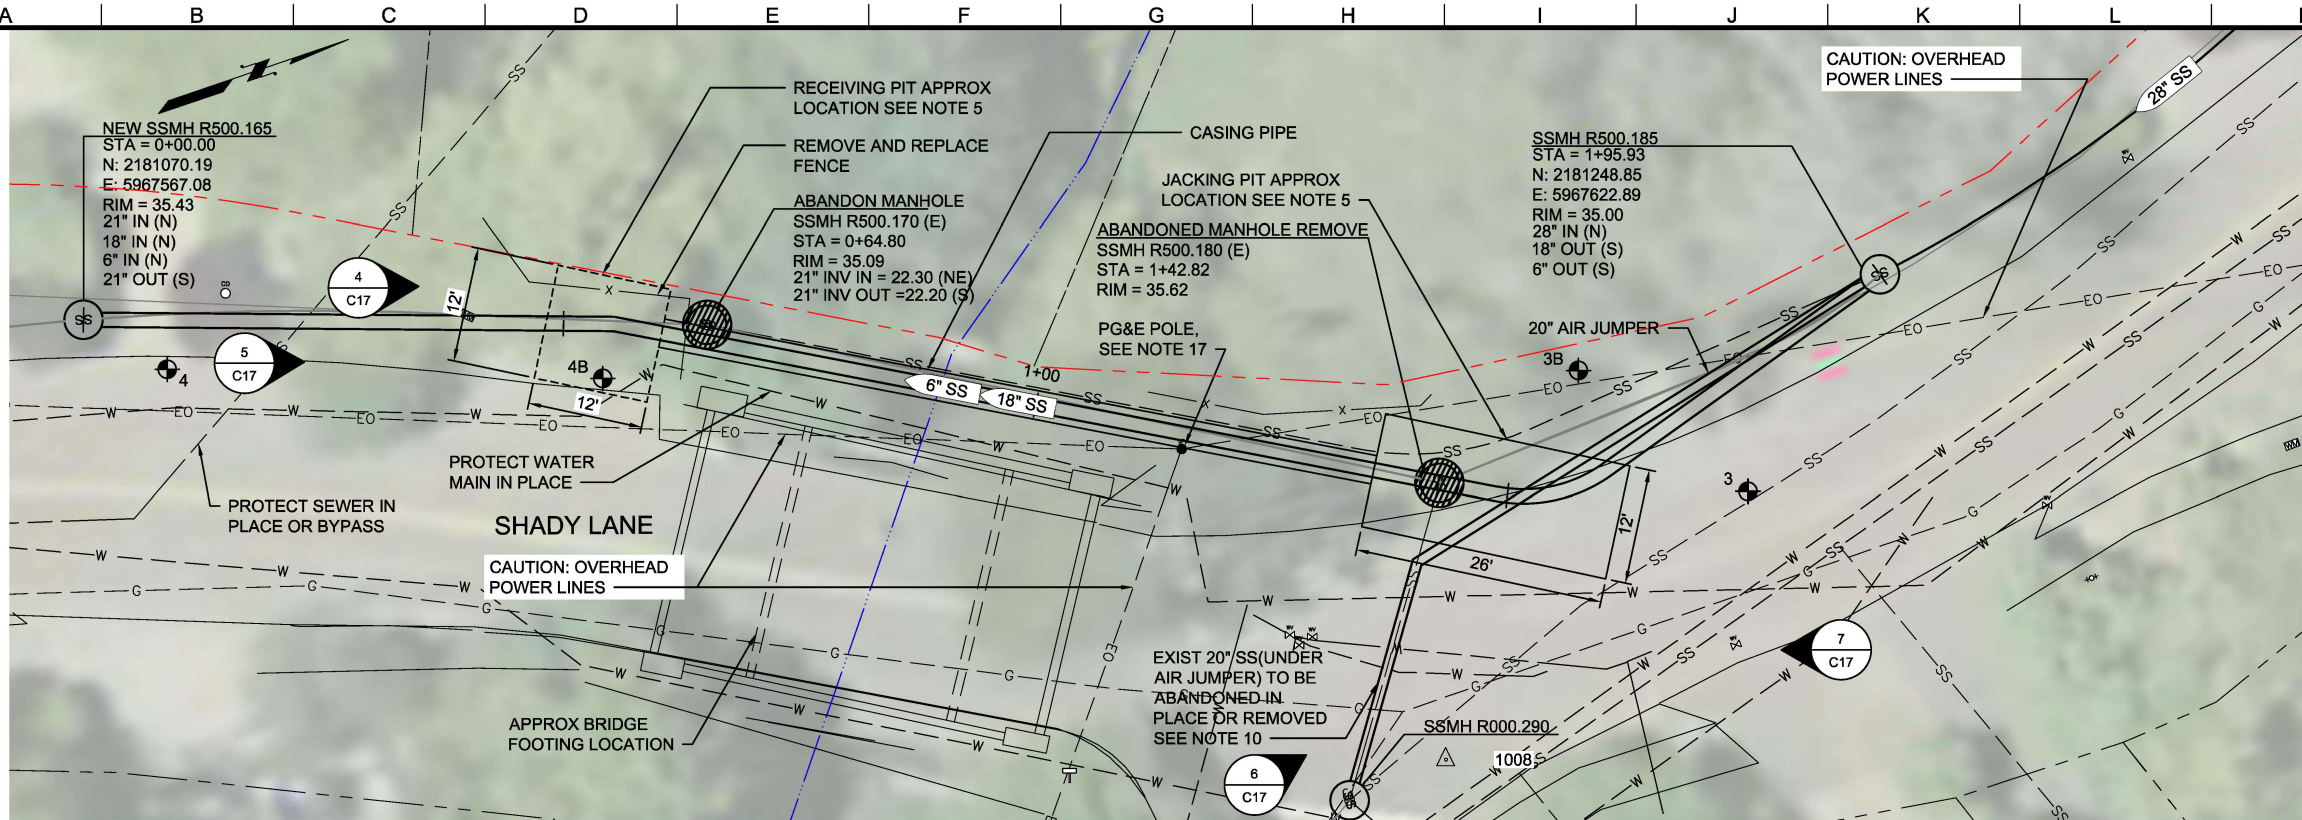 A B C D E F G H I J K L
NEW SSMH R500.165
STA = 0+00.00
N: 2181070.19
E: 5967567.08
RIM = 35.43
21" IN (N)
18" IN (N)
6" IN (N)
21" OUT (S)
RECEIVING PIT APPROX
LOCATION SEE NOTE 5
REMOVE AND REPLACE
FENCE
ABANDON MANHOLE
SSMH R500.170 (E)
STA = 0+64.80
RIM = 35.09
21" INV IN = 22.30 (NE)
21" INV OUT =22.20 (S)
CASING PIPE
JACKING PIT APPROX
LOCATION SEE NOTE 5
ABANDONED MANHOLE REMOVE
SSMH R500.180 (E)
STA = 1+42.82
RIM = 35.62
PG&E POLE,
SEE NOTE 17
SSMH R500.185
STA = 1+95.93
N: 2181248.85
E: 5967622.89
RIM = 35.00
28" IN (N)
18" OUT (S)
6" OUT (S)
CAUTION: OVERHEAD
POWER LINES
28" SS
20" AIR JUMPER
3B
4
C17
5
C17
12'
12'
4
4B
SS
6" SS
18" SS
1+00
PROTECT WATER
MAIN IN PLACE
PROTECT SEWER IN
PLACE OR BYPASS
SHADY LANE
CAUTION: OVERHEAD
POWER LINES
APPROX BRIDGE
FOOTING LOCATION
3
12'
26'
EXIST 20" SS(UNDER
AIR JUMPER) TO BE
ABANDONED IN
PLACE OR REMOVED
SEE NOTE 10
SSMH R000.290
1008
6
C17
7
C17